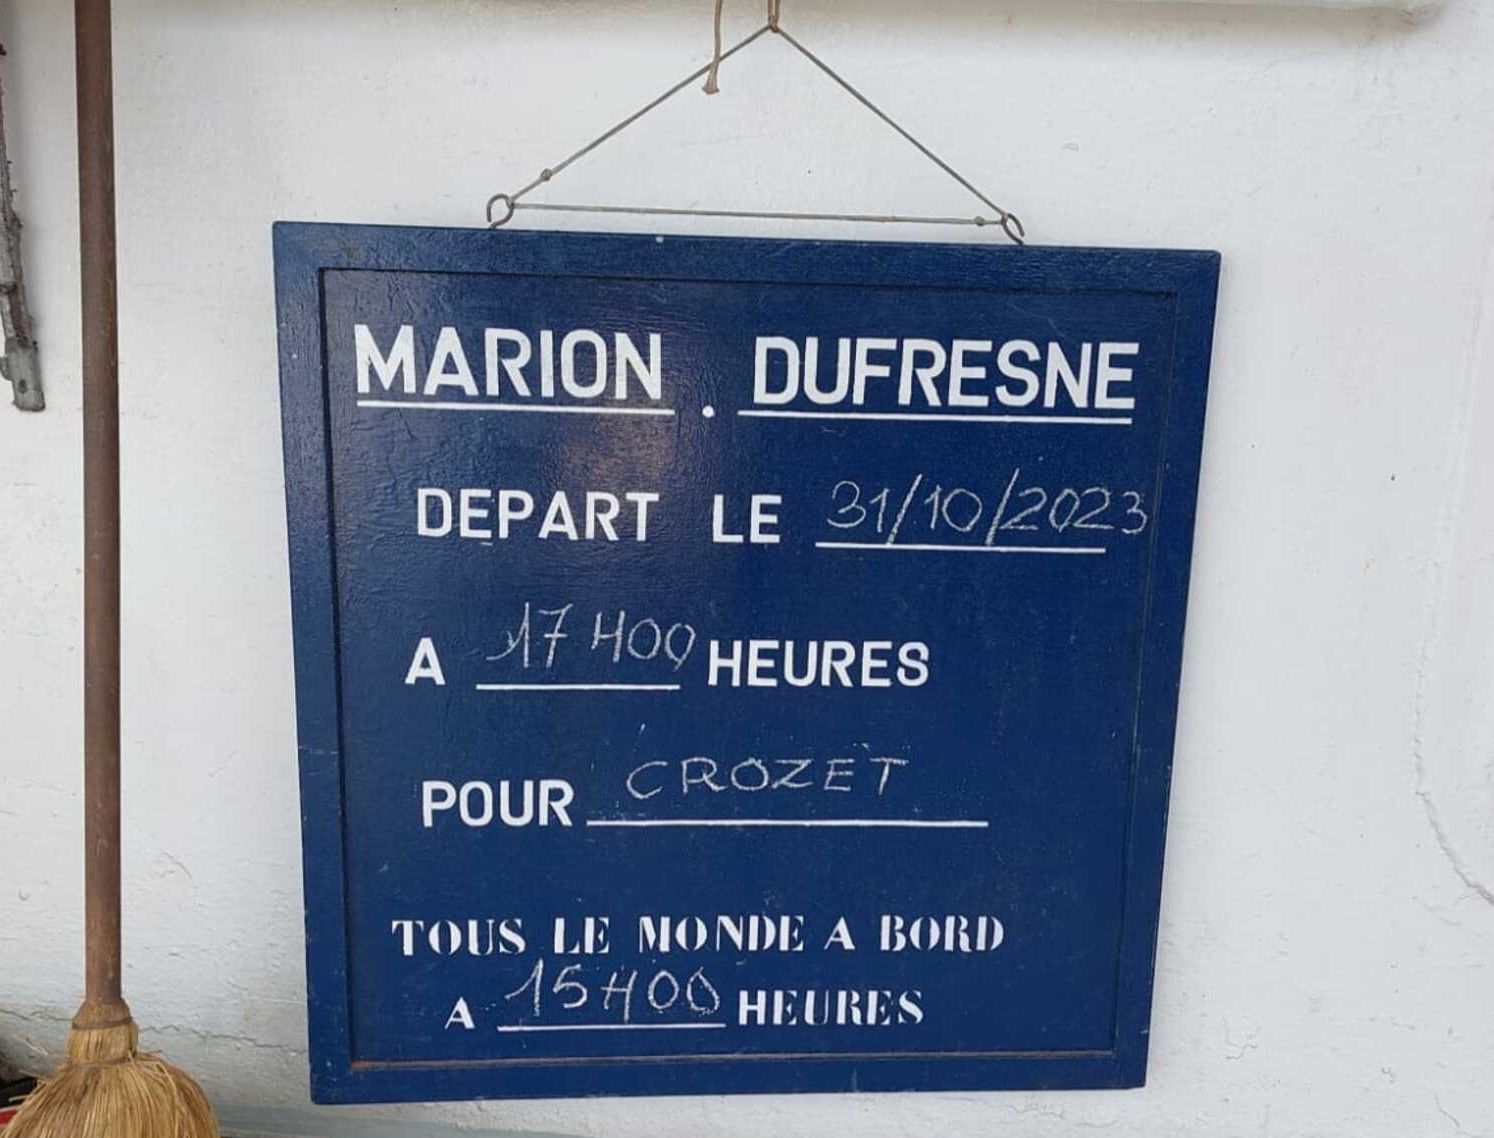 MARION . DUFRESNE
DEPART LE 31/10/2023
A 17H00 HEURES
POUR CROZET
TOUS LE MONDE A BORD
A 15H00 HEURES